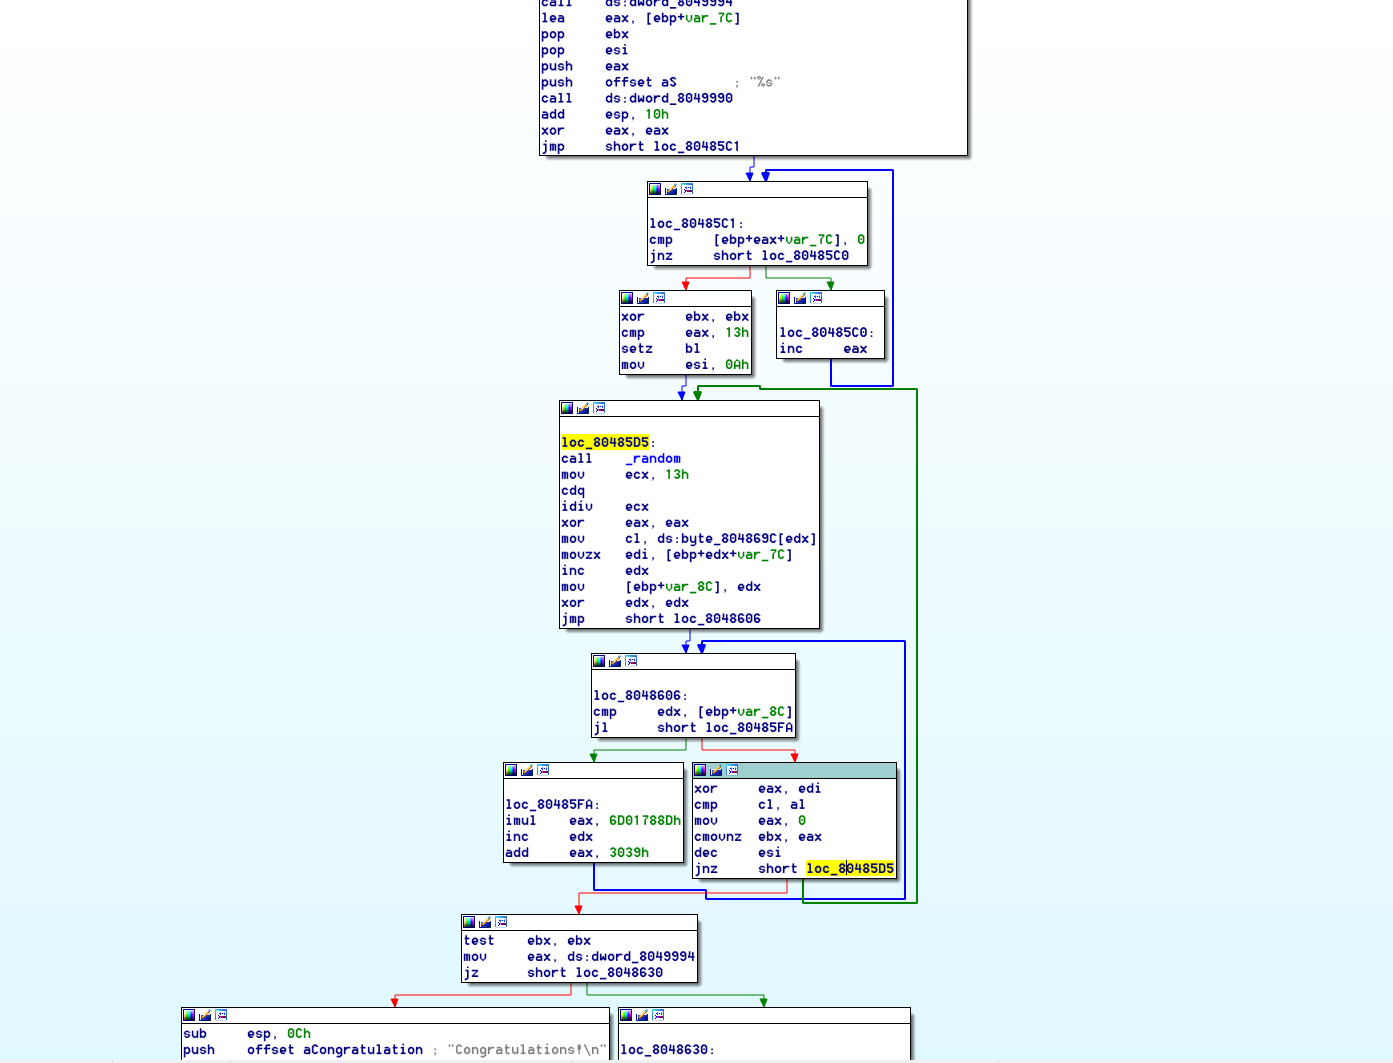 call ds:dword_8049994
lea eax, [ebp+var_7C]
pop ebx
pop esi
push eax
push offset aS ; "%s"
call ds:dword_8049990
add esp, 10h
xor eax, eax
jmp short loc_80485C1
loc_80485C1:
cmp [ebp+eax+var_7C], 0
jnz short loc_80485C0
xor ebx, ebx
cmp eax, 13h
setz bl
mov esi, 0Ah
loc_80485C0:
inc eax
loc_80485D5:
call _random
mov ecx, 13h
cdq
idiv ecx
xor eax, eax
mov cl, ds:byte_804869C[edx]
movzx edi, [ebp+edx+var_7C]
inc edx
mov [ebp+var_8C], edx
xor edx, edx
jmp short loc_8048606
loc_8048606:
cmp edx, [ebp+var_8C]
jl short loc_80485FA
loc_80485FA:
imul eax, 6D01788Dh
inc edx
add eax, 3039h
xor eax, edi
cmp cl, al
mov eax, 0
cmovnz ebx, eax
dec esi
jnz short loc_80485D5
test ebx, ebx
mov eax, ds:dword_8049994
jz short loc_8048630
sub esp, 0Ch
push offset aCongratulation ; "Congratulations!\n"
loc_8048630: